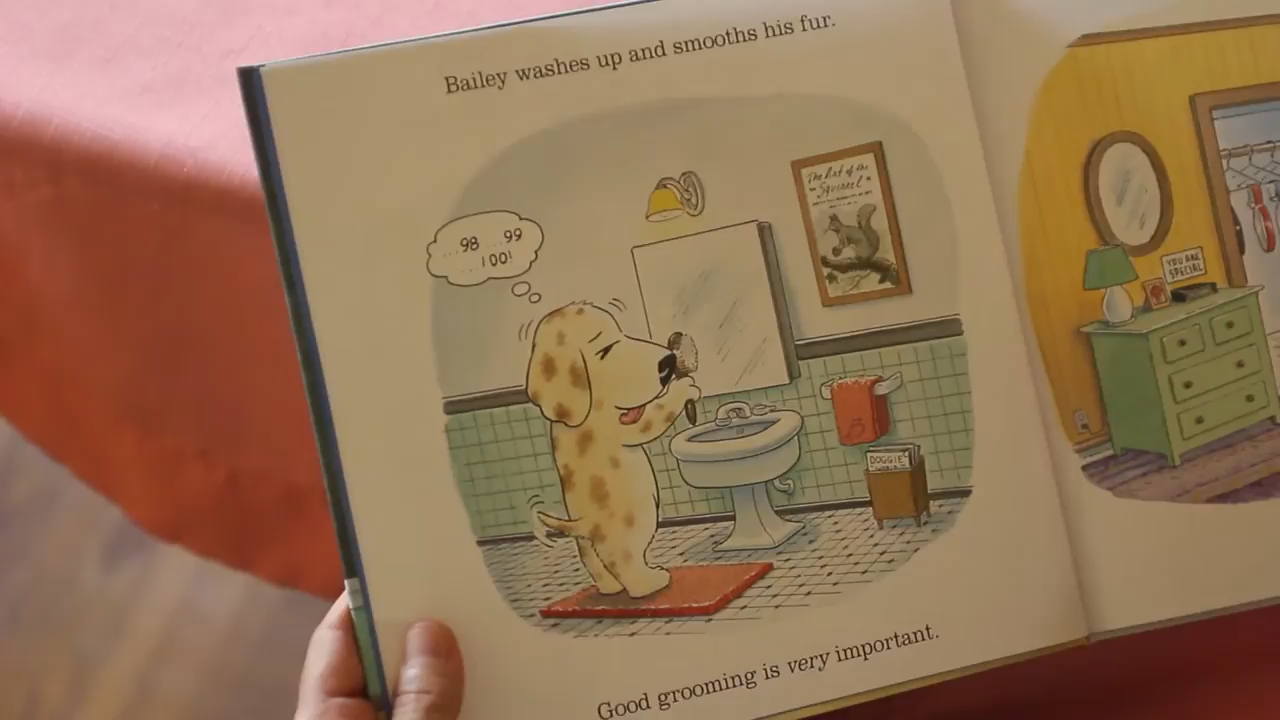 Bailey washes up and smooths his fur.
...98 ...99
...100!
The Art of the
Squirrel
DOGGIE
YOU ARE
SPECIAL
Good grooming is very important.